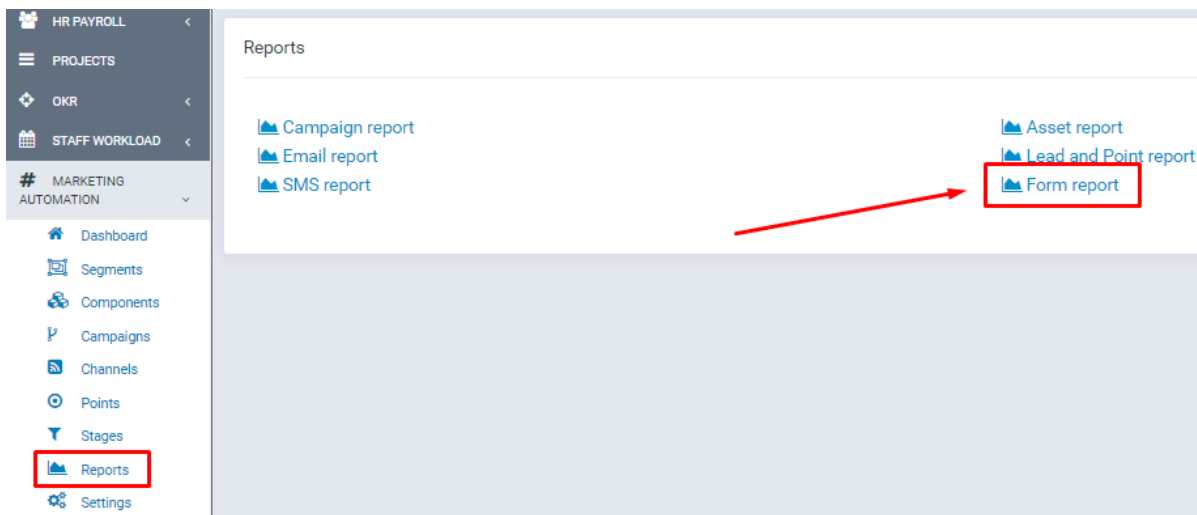 HR PAYROLL
PROJECTS
OKR
STAFF WORKLOAD
MARKETING
AUTOMATION
Dashboard
Segments
Components
Campaigns
Channels
Points
Stages
Reports
Settings
Reports
Campaign report
Email report
SMS report
Asset report
Lead and Point report
Form report